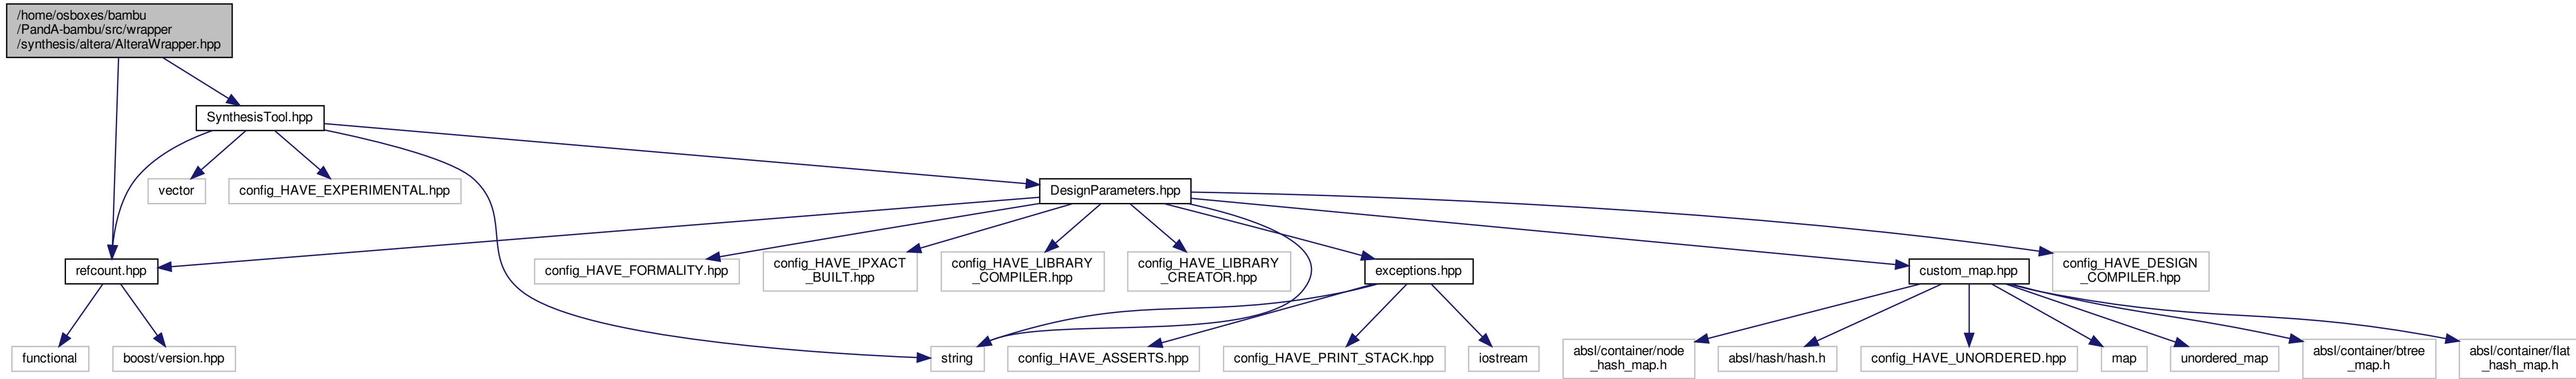 /home/osboxes/bambu
/PandA-bambu/src/wrapper
/synthesis/altera/AlteraWrapper.hpp
SynthesisTool.hpp
vector
config_HAVE_EXPERIMENTAL.hpp
DesignParameters.hpp
refcount.hpp
config_HAVE_FORMALITY.hpp
config_HAVE_IPXACT
_BUILT.hpp
config_HAVE_LIBRARY
_COMPILER.hpp
config_HAVE_LIBRARY
_CREATOR.hpp
exceptions.hpp
custom_map.hpp
config_HAVE_DESIGN
_COMPILER.hpp
functional
boost/version.hpp
string
config_HAVE_ASSERTS.hpp
config_HAVE_PRINT_STACK.hpp
iostream
absl/container/node
_hash_map.h
absl/hash/hash.h
config_HAVE_UNORDERED.hpp
map
unordered_map
absl/container/btree
_map.h
absl/container/flat
_hash_map.h